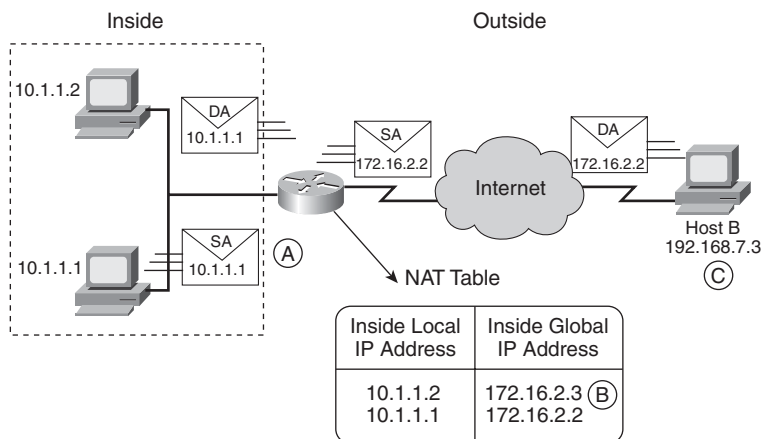 Inside
Outside
10.1.1.2
DA
10.1.1.1
SA
172.16.2.2
DA
172.16.2.2
Internet
Host B
192.168.7.3
C
10.1.1.1
SA
10.1.1.1
A
NAT Table
Inside Local
IP Address
Inside Global
IP Address
10.1.1.2
172.16.2.3
B
10.1.1.1
172.16.2.2